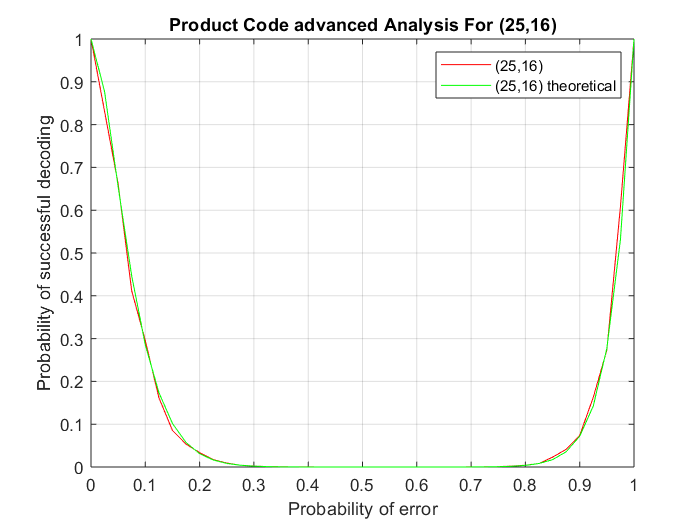 Product Code advanced Analysis For (25,16)
1
0.9
0.8
0.7
0.6
0.5
0.4
0.3
0.2
0.1
0
Probability of successful decoding
(25,16)
(25,16) theoretical
0 0.1 0.2 0.3 0.4 0.5 0.6 0.7 0.8 0.9 1
Probability of error